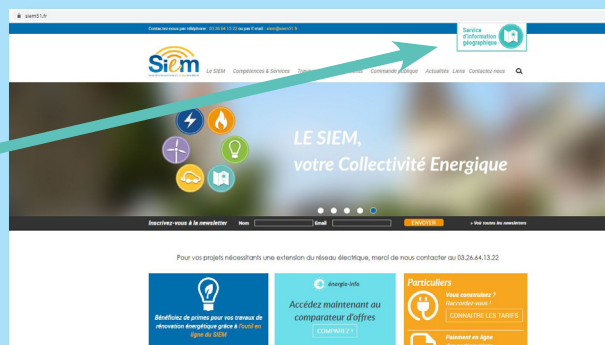 siem51.fr
Contactez-nous par téléphone : 03 26 64 13 22 ou par E-mail : siem@siem51.fr
Service
d'information
géographique
Siem
Le SIEM Compétences & Services Commande publique Actualités Liens Contactez-nous
LE SIEM,
votre Collectivité Energique
Inscrivez-vous à la newsletter Nom Email ENVOYER » Voir toutes les newsletters
Pour vos projets nécessitants une extension du réseau électrique, merci de nous contacter au 03.26.64.13.22
Bénéficiez de primes pour vos travaux de
rénovation énergétique grâce à l'outil en
ligne du SIEM
énergie-info
Accédez maintenant au
comparateur d'offres
COMPAREZ !
Particuliers
Vous construisez ?
Raccordez-vous !
CONNAITRE LES TARIFS
Paiement en ligne